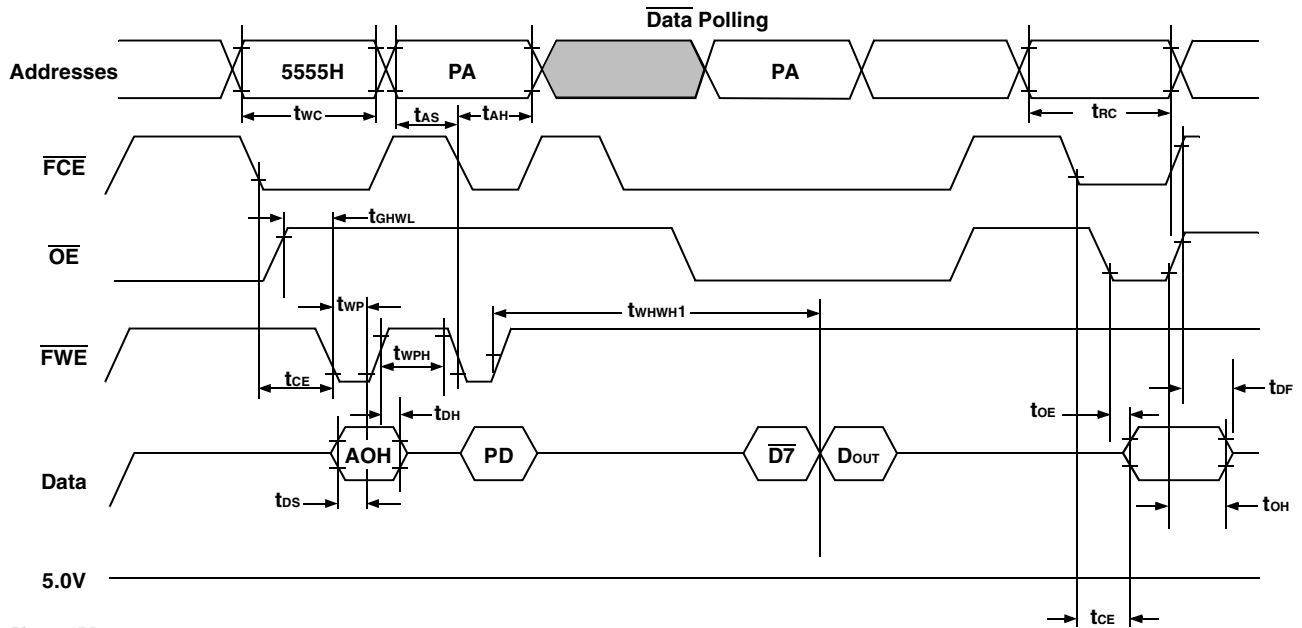 Data Polling
Addresses 5555H PA PA
tWC tAS tAH tRC
FCE
tGHWL
OE
tWP tWHWH1
FWE tWPH
tCE tDH tOE tDF
Data AOH PD D7 DOUT
tDS tOH
5.0V
tCE